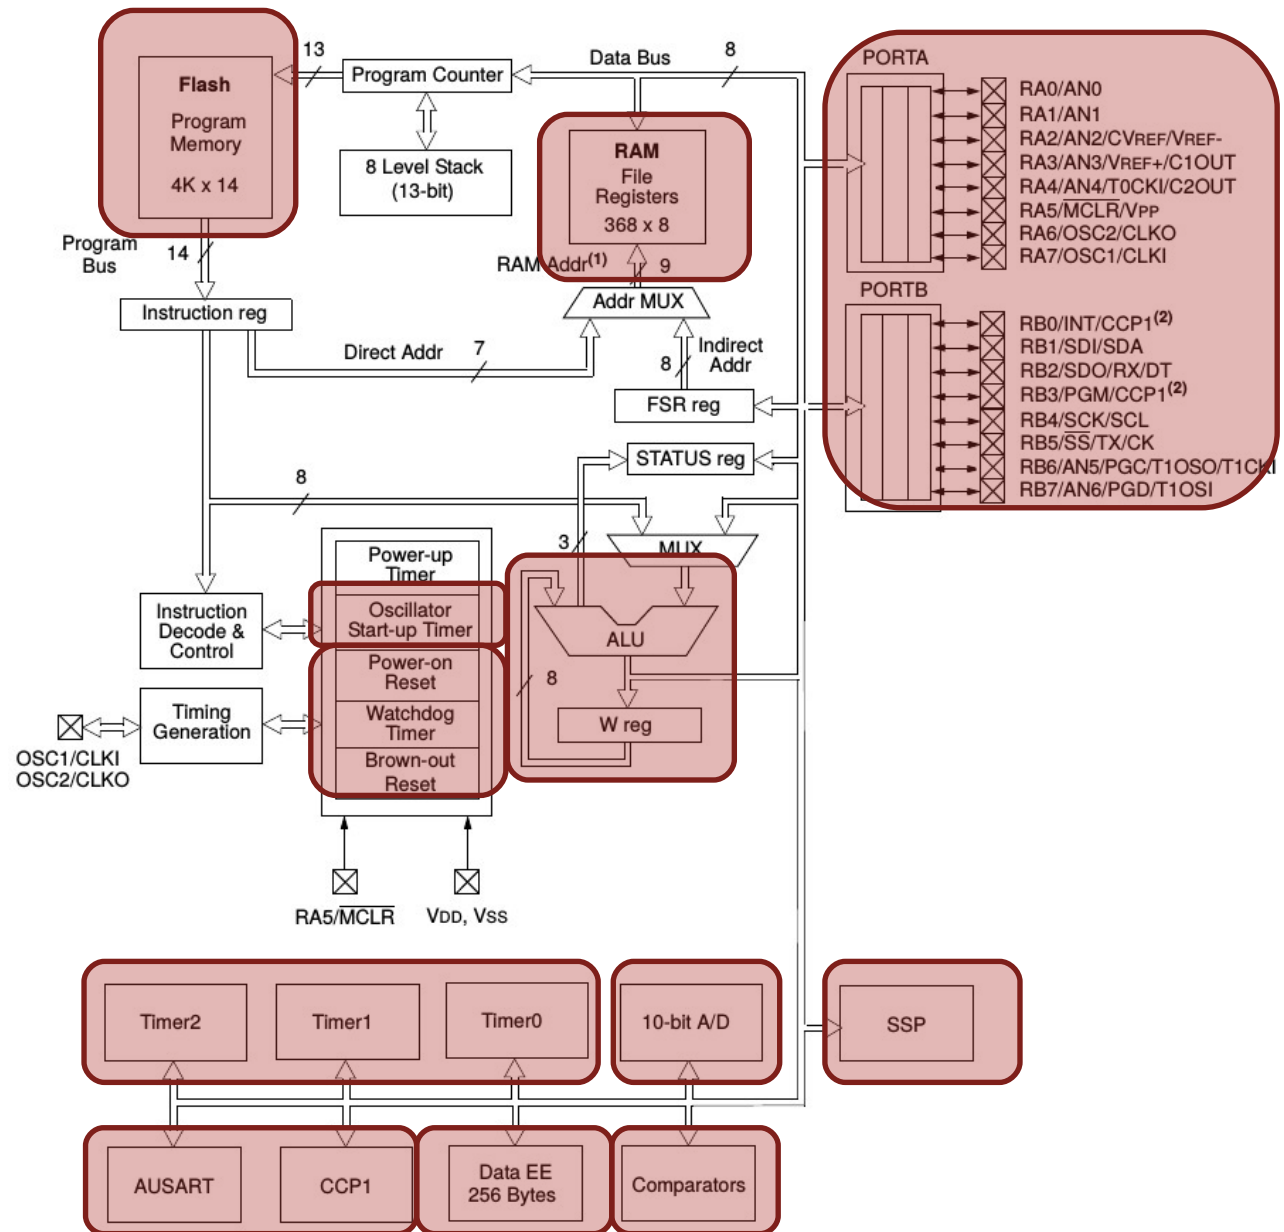 13
Data Bus
8
PORTA
Flash
Program
Memory
4K x 14
Program Counter
8 Level Stack
(13-bit)
RAM
File
Registers
368 x 8
RA0/AN0
RA1/AN1
RA2/AN2/CVREF/VREF-
RA3/AN3/VREF+/C1OUT
RA4/AN4/T0CKI/C2OUT
RA5/MCLR/VPP
RA6/OSC2/CLKO
RA7/OSC1/CLKI
Program
Bus
14
RAM Addr(1)
9
PORTB
Instruction reg
Addr MUX
RB0/INT/CCP1(2)
RB1/SDI/SDA
RB2/SDO/RX/DT
RB3/PGM/CCP1(2)
RB4/SCK/SCL
RB5/SS/TX/CK
RB6/AN5/PGC/T1OSO/T1CKI
RB7/AN6/PGD/T1OSI
Direct Addr
7
Indirect
Addr
8
FSR reg
STATUS reg
8
3
MUX
Power-up
Timer
Oscillator
Start-up Timer
Power-on
Reset
Watchdog
Timer
Brown-out
Reset
Instruction
Decode &
Control
ALU
8
W reg
Timing
Generation
OSC1/CLKI
OSC2/CLKO
RA5/MCLR
VDD, VSS
Timer2
Timer1
Timer0
10-bit A/D
SSP
AUSART
CCP1
Data EE
256 Bytes
Comparators